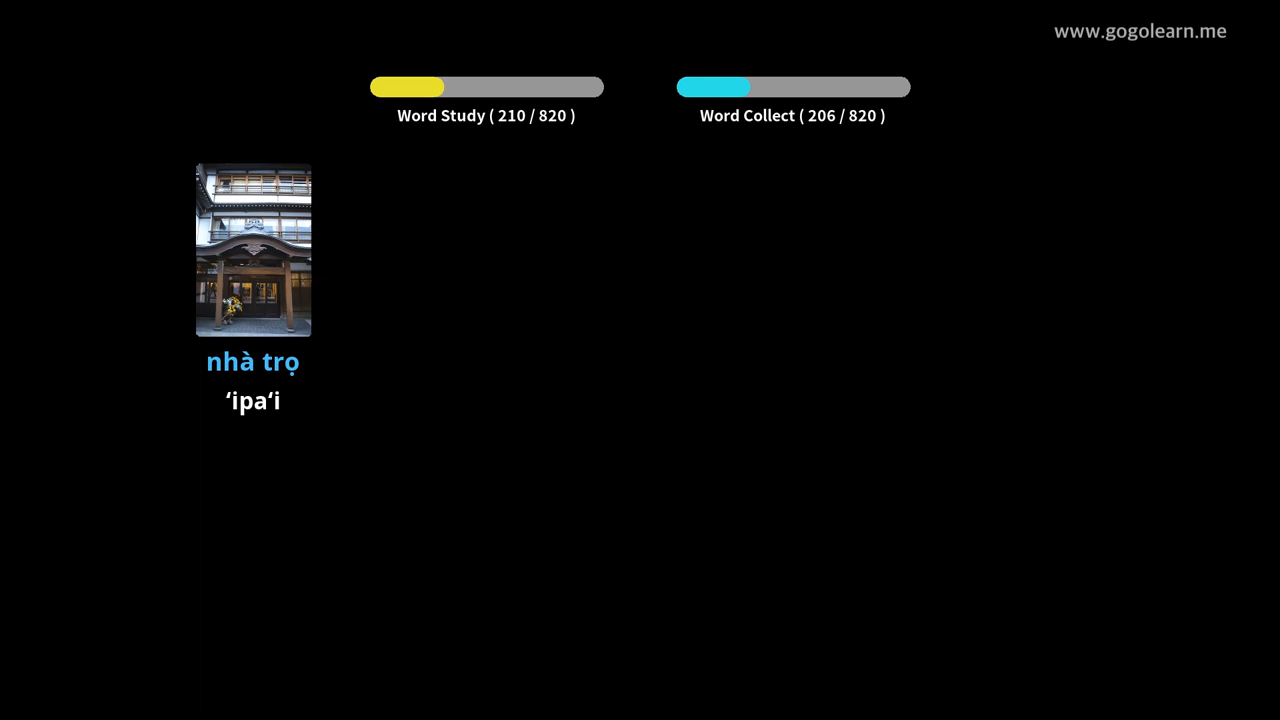 www.gogolearn.me
Word Study ( 210 / 820 )
Word Collect ( 206 / 820 )
nhà trọ
ʻipaʻi